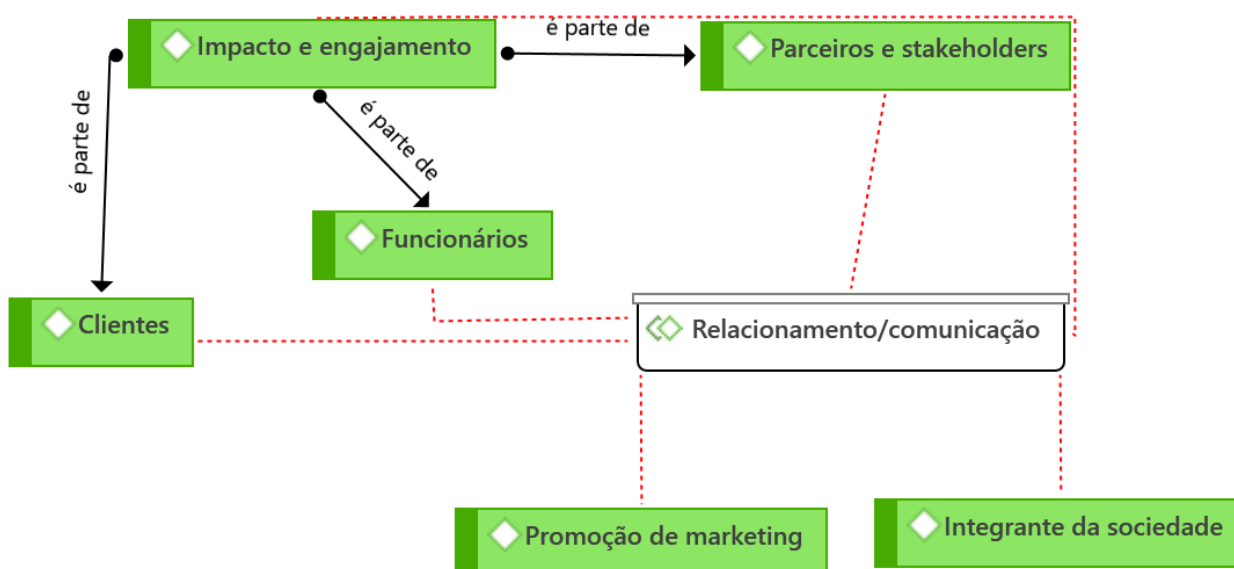 Impacto e engajamento
é parte de
Parceiros e stakeholders
é parte de
é parte de
Funcionários
Clientes
Relacionamento/comunicação
Promoção de marketing
Integrante da sociedade